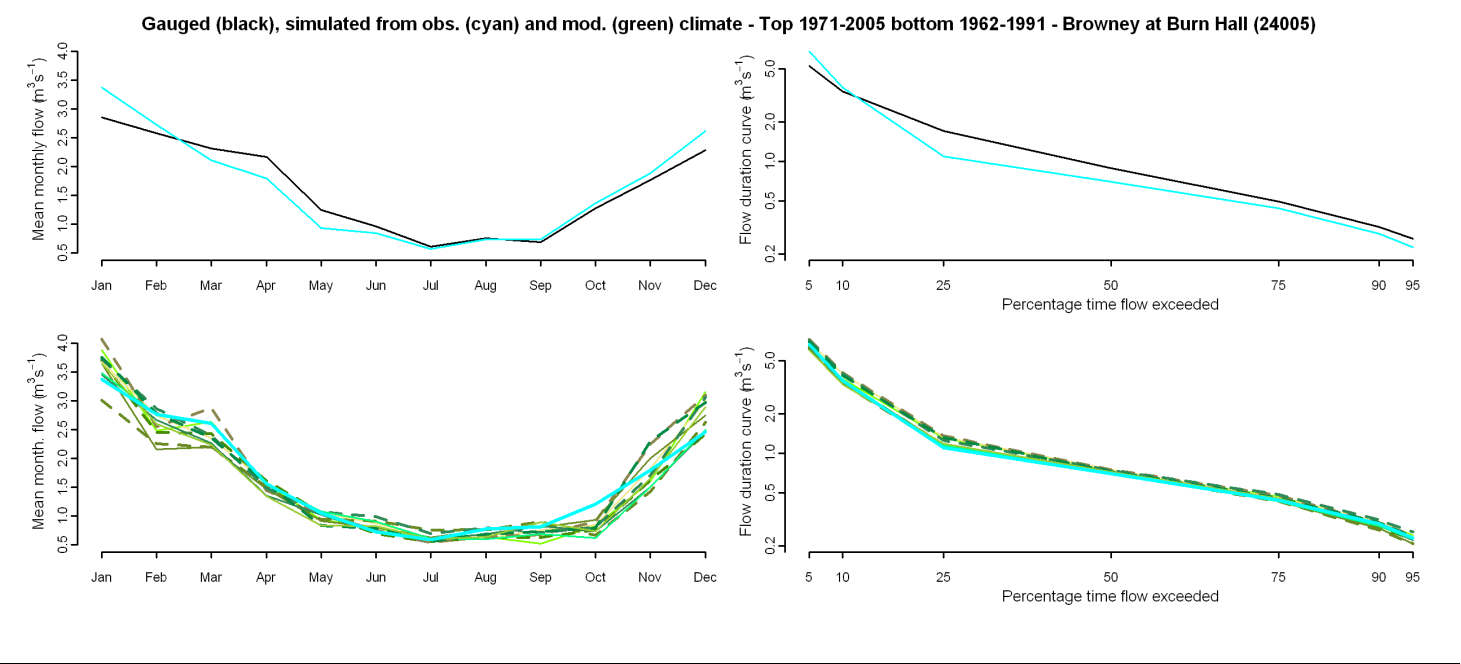 Gauged (black), simulated from obs. (cyan) and mod. (green) climate - Top 1971-2005 bottom 1962-1991 - Browney at Burn Hall (24005)
Mean monthly flow (m³s⁻¹)
0.5 1.0 1.5 2.0 2.5 3.0 3.5 4.0
Jan Feb Mar Apr May Jun Jul Aug Sep Oct Nov Dec
Flow duration curve (m³s⁻¹)
0.2 0.5 1.0 2.0 5.0
5 10 25 50 75 90 95
Percentage time flow exceeded
Mean month. flow (m³s⁻¹)
0.5 1.0 1.5 2.0 2.5 3.0 3.5 4.0
Jan Feb Mar Apr May Jun Jul Aug Sep Oct Nov Dec
Flow duration curve (m³s⁻¹)
0.2 0.5 1.0 2.0 5.0
5 10 25 50 75 90 95
Percentage time flow exceeded